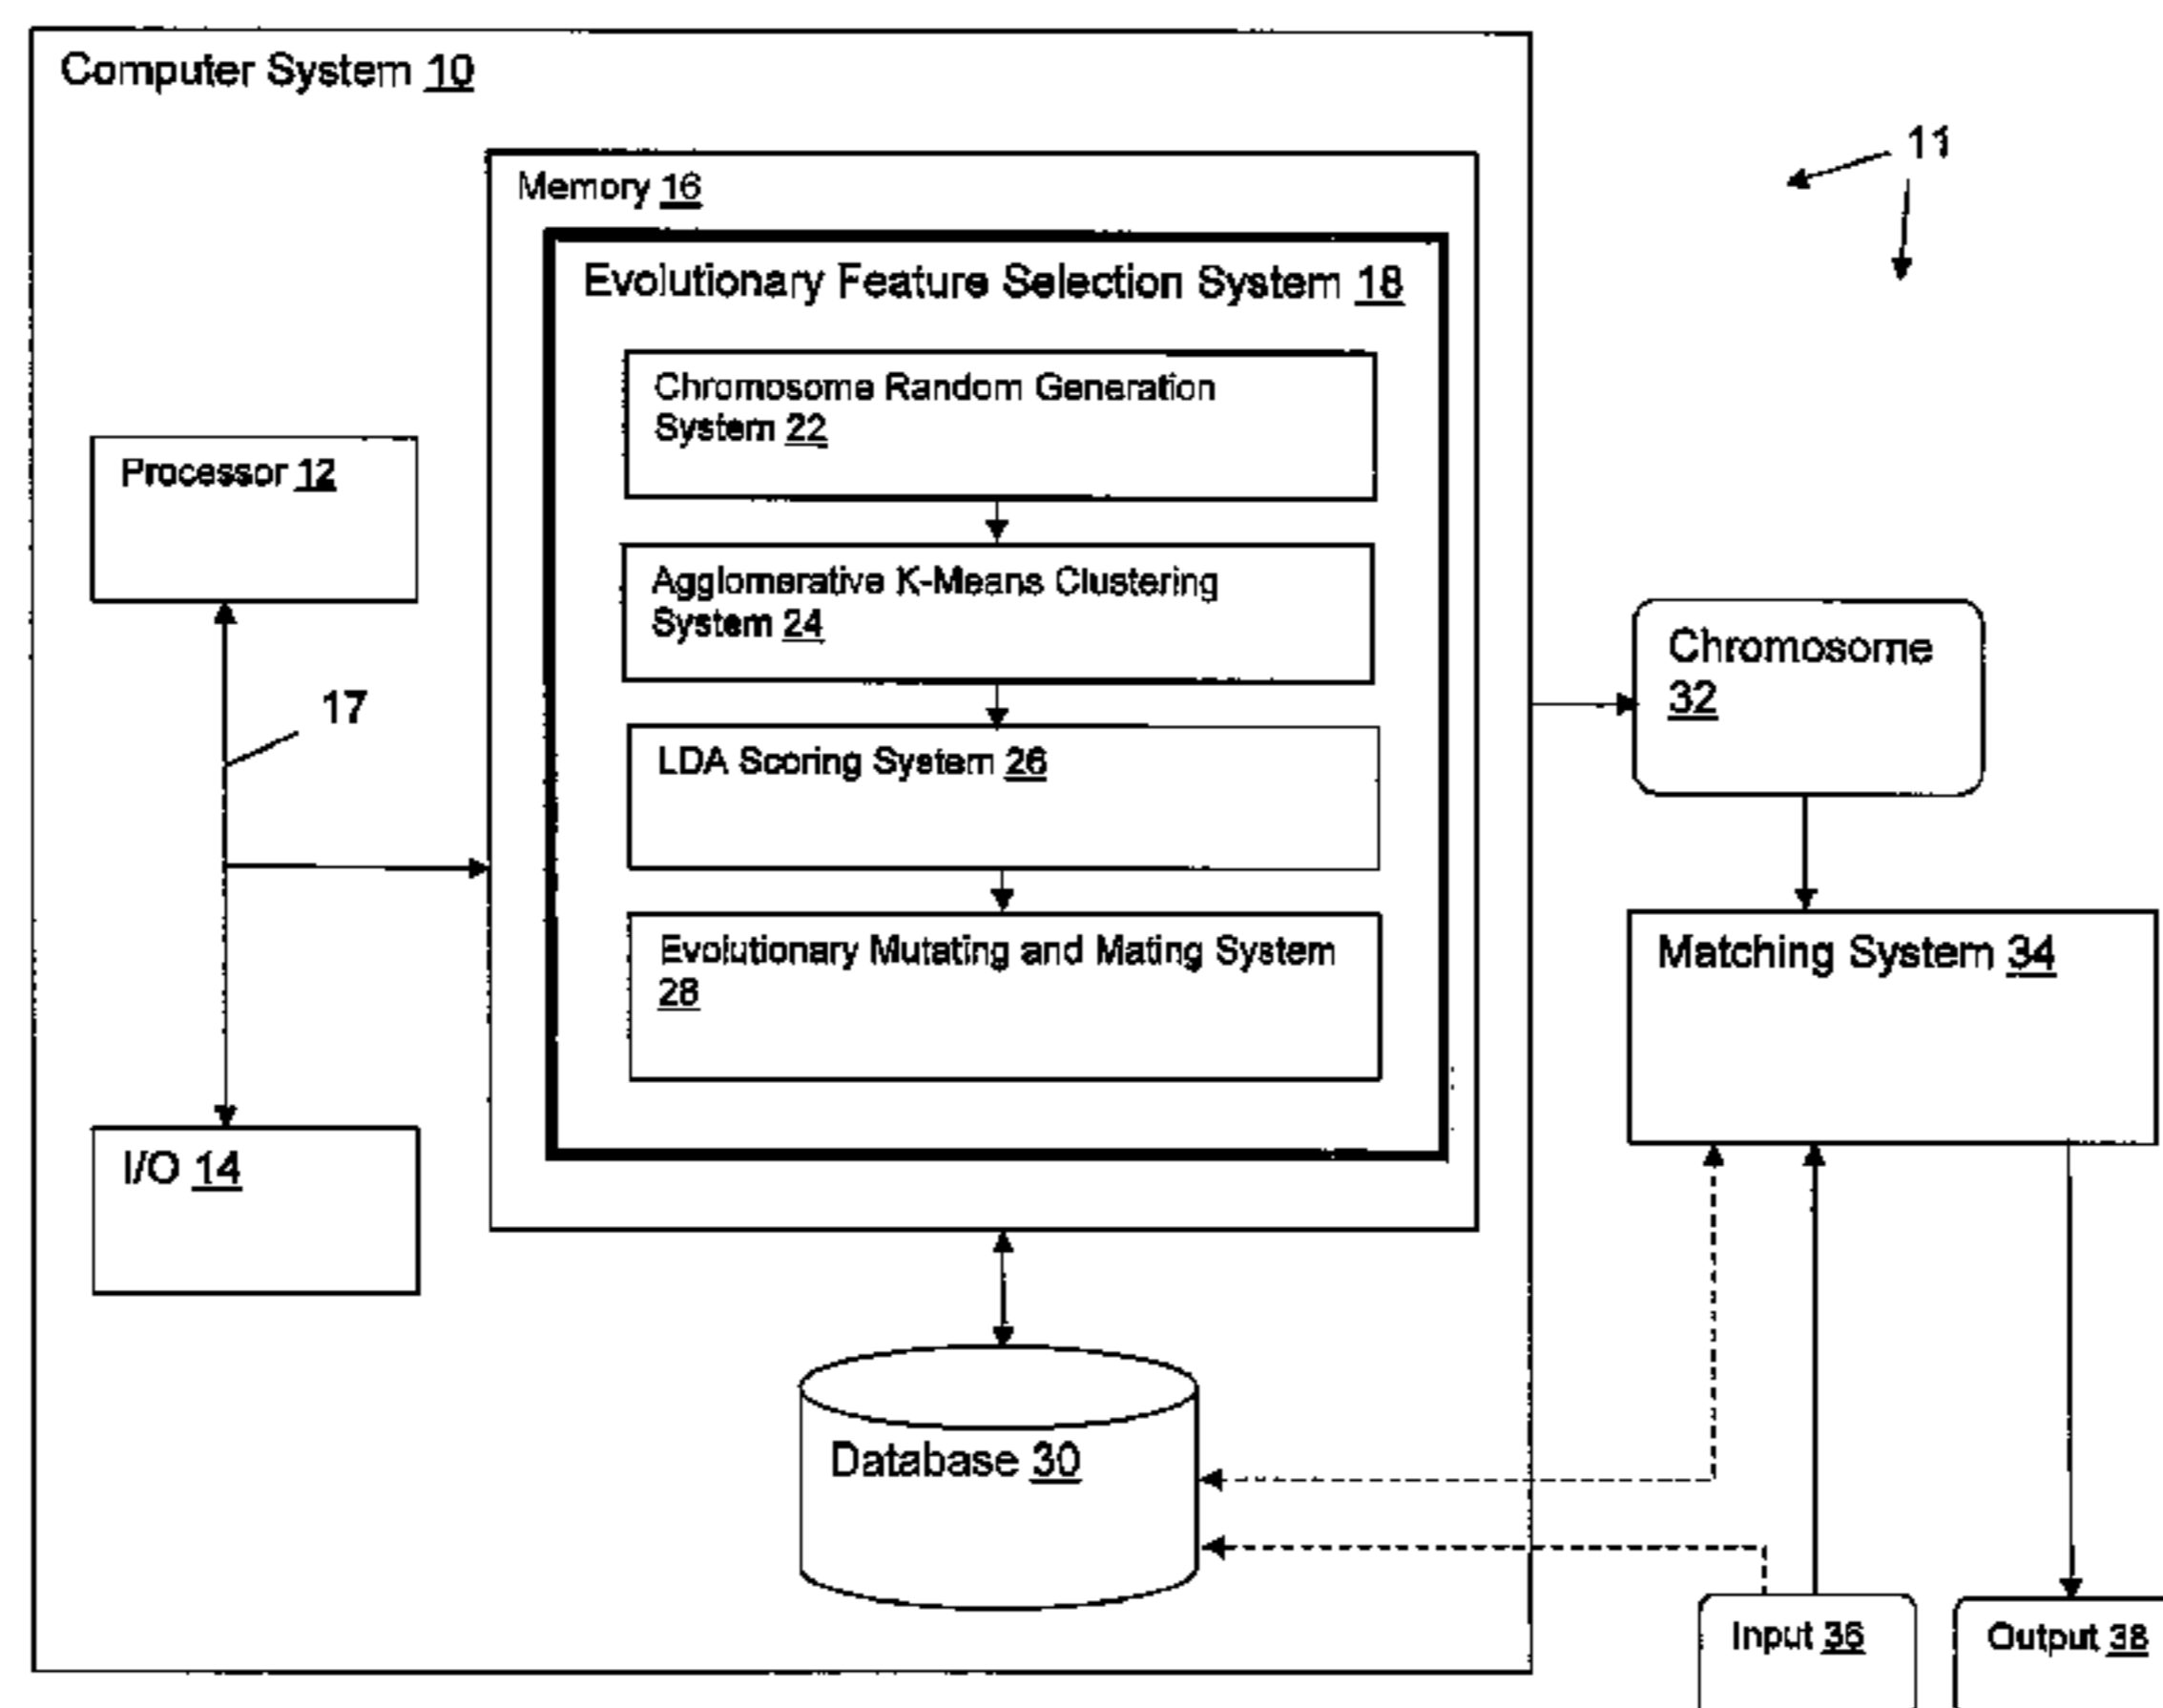 Computer System 10
11
Memory 16
Evolutionary Feature Selection System 18
Chromosome Random Generation
System 22
Processor 12
Agglomerative K-Means Clustering
System 24
Chromosome
32
17
LDA Scoring System 26
Evolutionary Mutating and Mating System
28
Matching System 34
I/O 14
Database 30
Input 36
Output 38